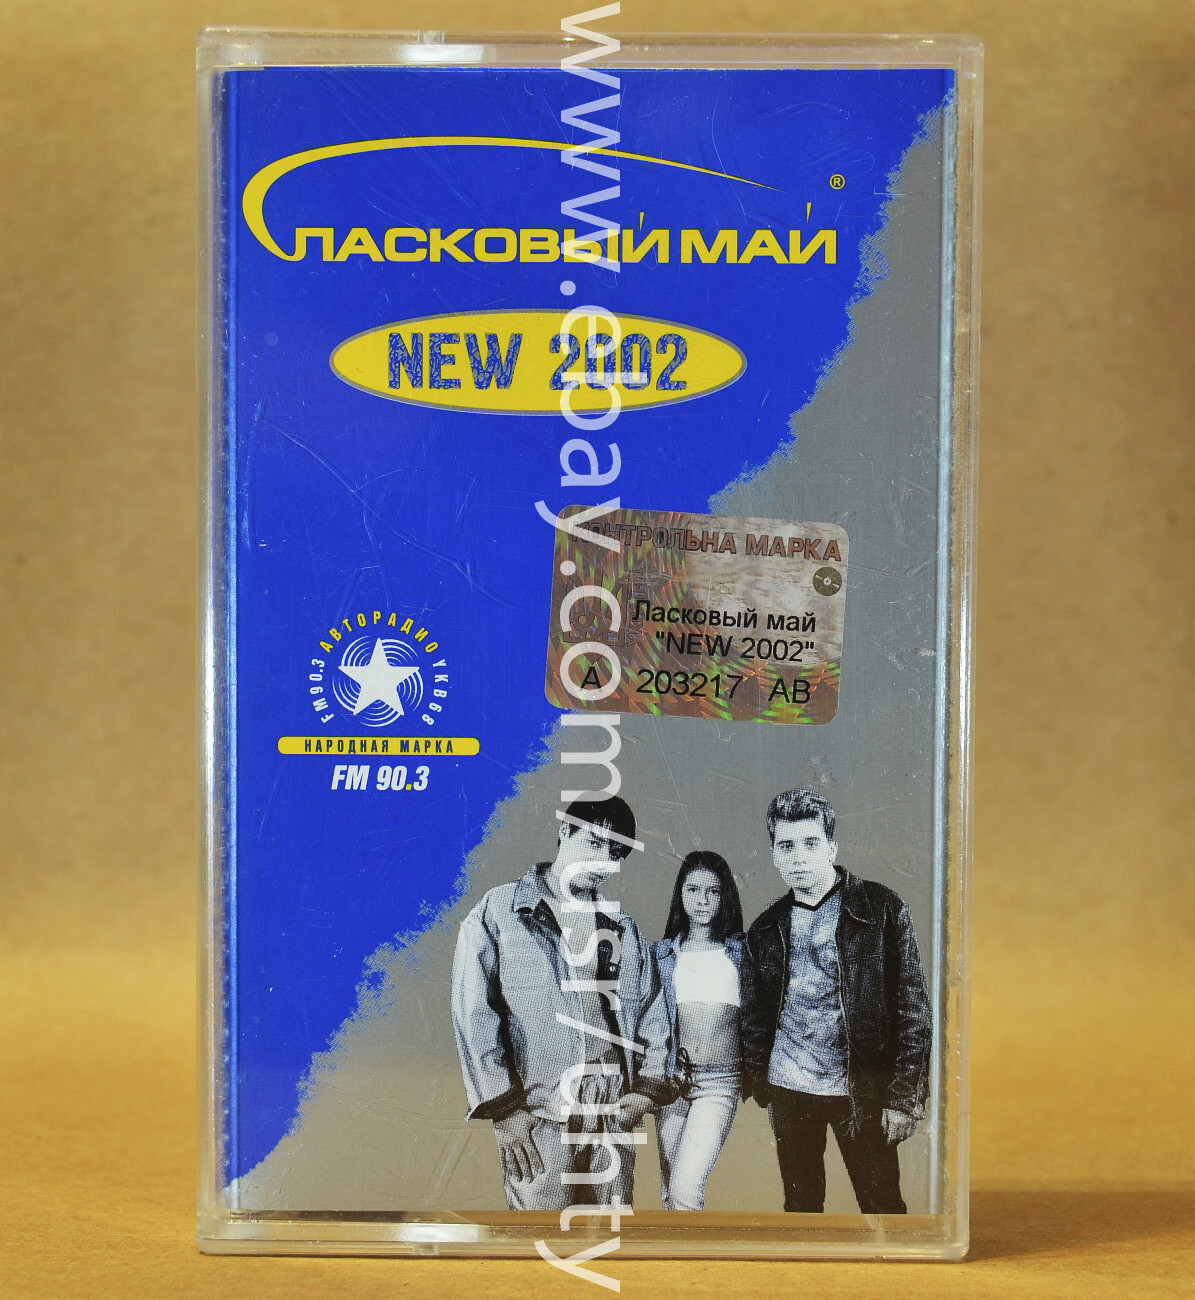 ЛАСКОВЫЙ МАЙ ®
NEW 2002
КОНТРОЛЬНА МАРКА
Ласковый май
"NEW 2002"
А 203217 АВ
FM90.3 АВТОРАДИО УКВ68
НАРОДНАЯ МАРКА
FM 90.3
www.ebay.com/usr/uhty